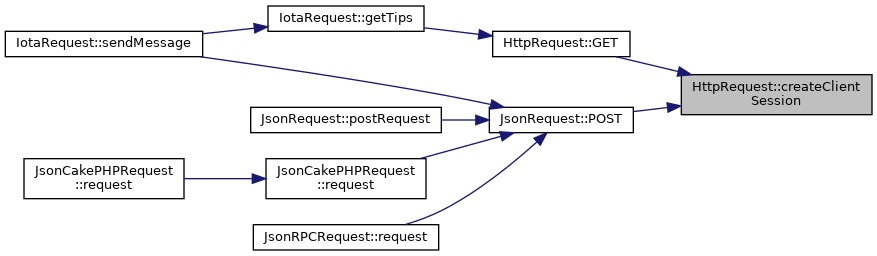 IotaRequest::getTips
IotaRequest::sendMessage
HttpRequest::GET
HttpRequest::createClient
Session
JsonRequest::postRequest
JsonRequest::POST
JsonCakePHPRequest
::request
JsonCakePHPRequest
::request
JsonRPCRequest::request